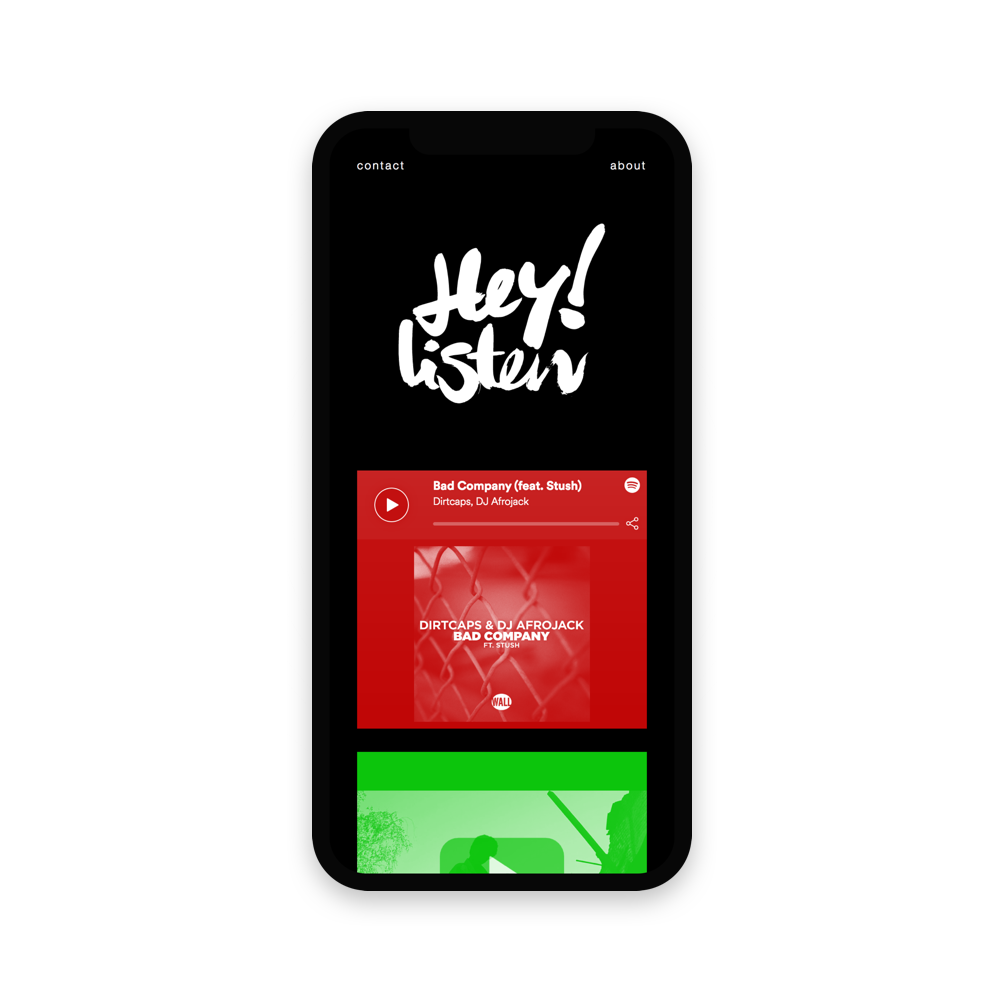 contact
about
Hey!
listen
Bad Company (feat. Stush)
Dirtcaps, DJ Afrojack
DIRTCAPS & DJ AFROJACK
BAD COMPANY
FT. STUSH
WALL